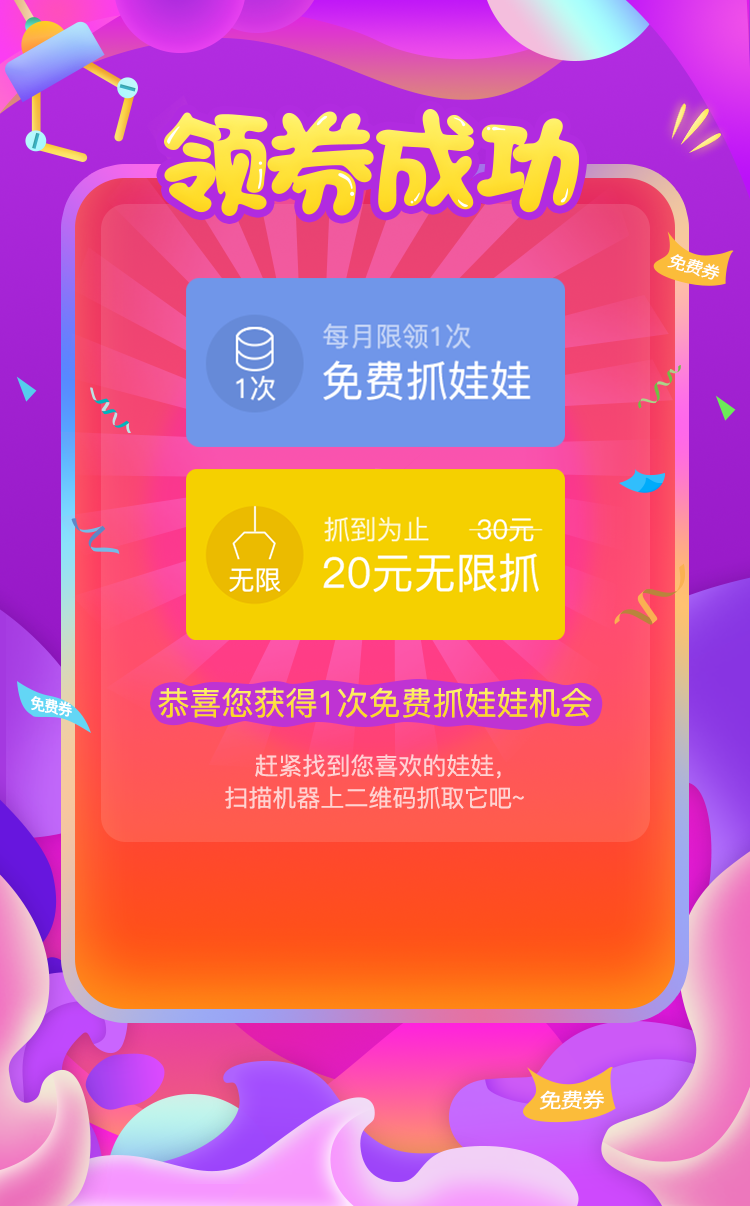 领券成功
免费券
每月限领1次
1次
免费抓娃娃
抓到为止 30元
无限
20元无限抓
恭喜您获得1次免费抓娃娃机会
免费券
赶紧找到您喜欢的娃娃,
扫描机器上二维码抓取它吧~
免费券